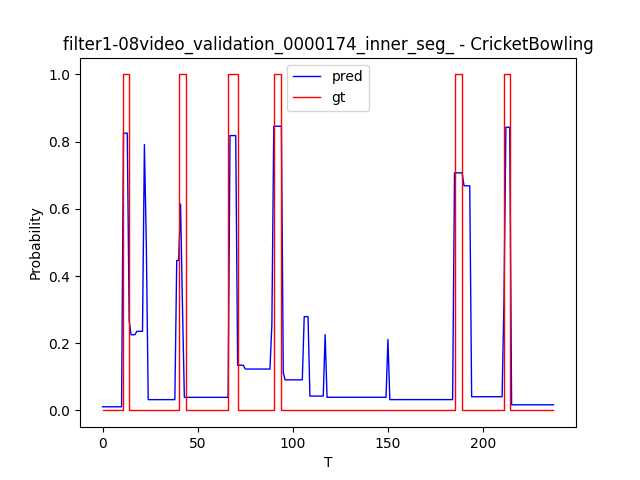 filter1-08video_validation_0000174_inner_seg_ - CricketBowling
pred
gt
1.0
0.8
0.6
0.4
0.2
0.0
Probability
0
50
100
150
200
T